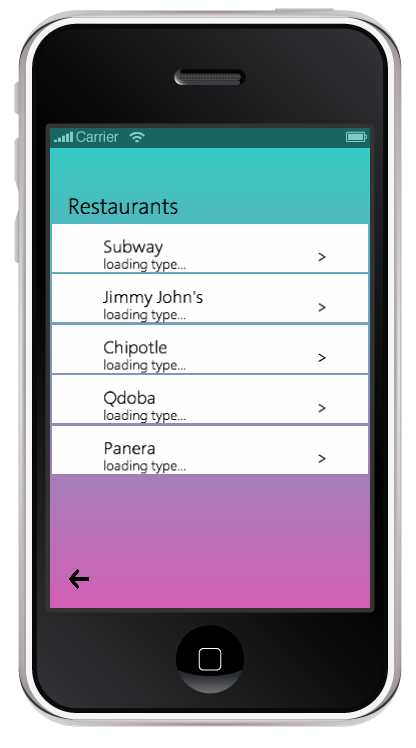 Carrier
Restaurants
Subway
loading type...
>
Jimmy John's
loading type...
>
Chipotle
loading type...
>
Qdoba
loading type...
>
Panera
loading type...
>